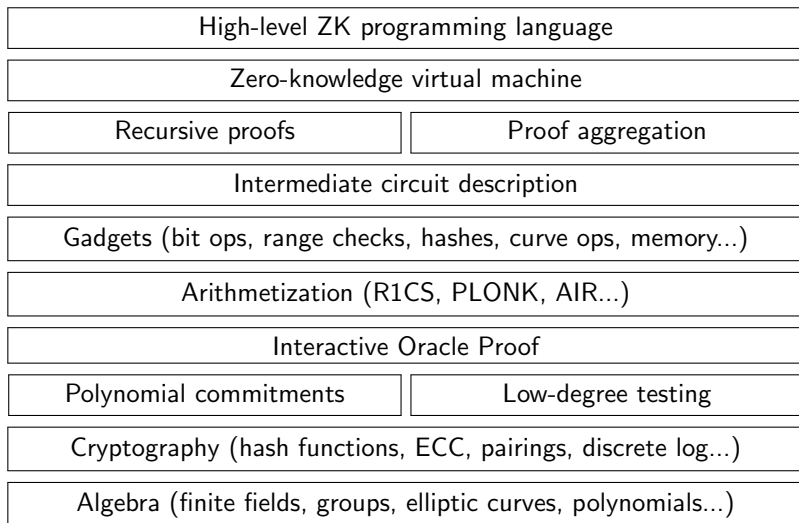 High-level ZK programming language
Zero-knowledge virtual machine
Recursive proofs
Proof aggregation
Intermediate circuit description
Gadgets (bit ops, range checks, hashes, curve ops, memory...)
Arithmetization (R1CS, PLONK, AIR...)
Interactive Oracle Proof
Polynomial commitments
Low-degree testing
Cryptography (hash functions, ECC, pairings, discrete log...)
Algebra (finite fields, groups, elliptic curves, polynomials...)